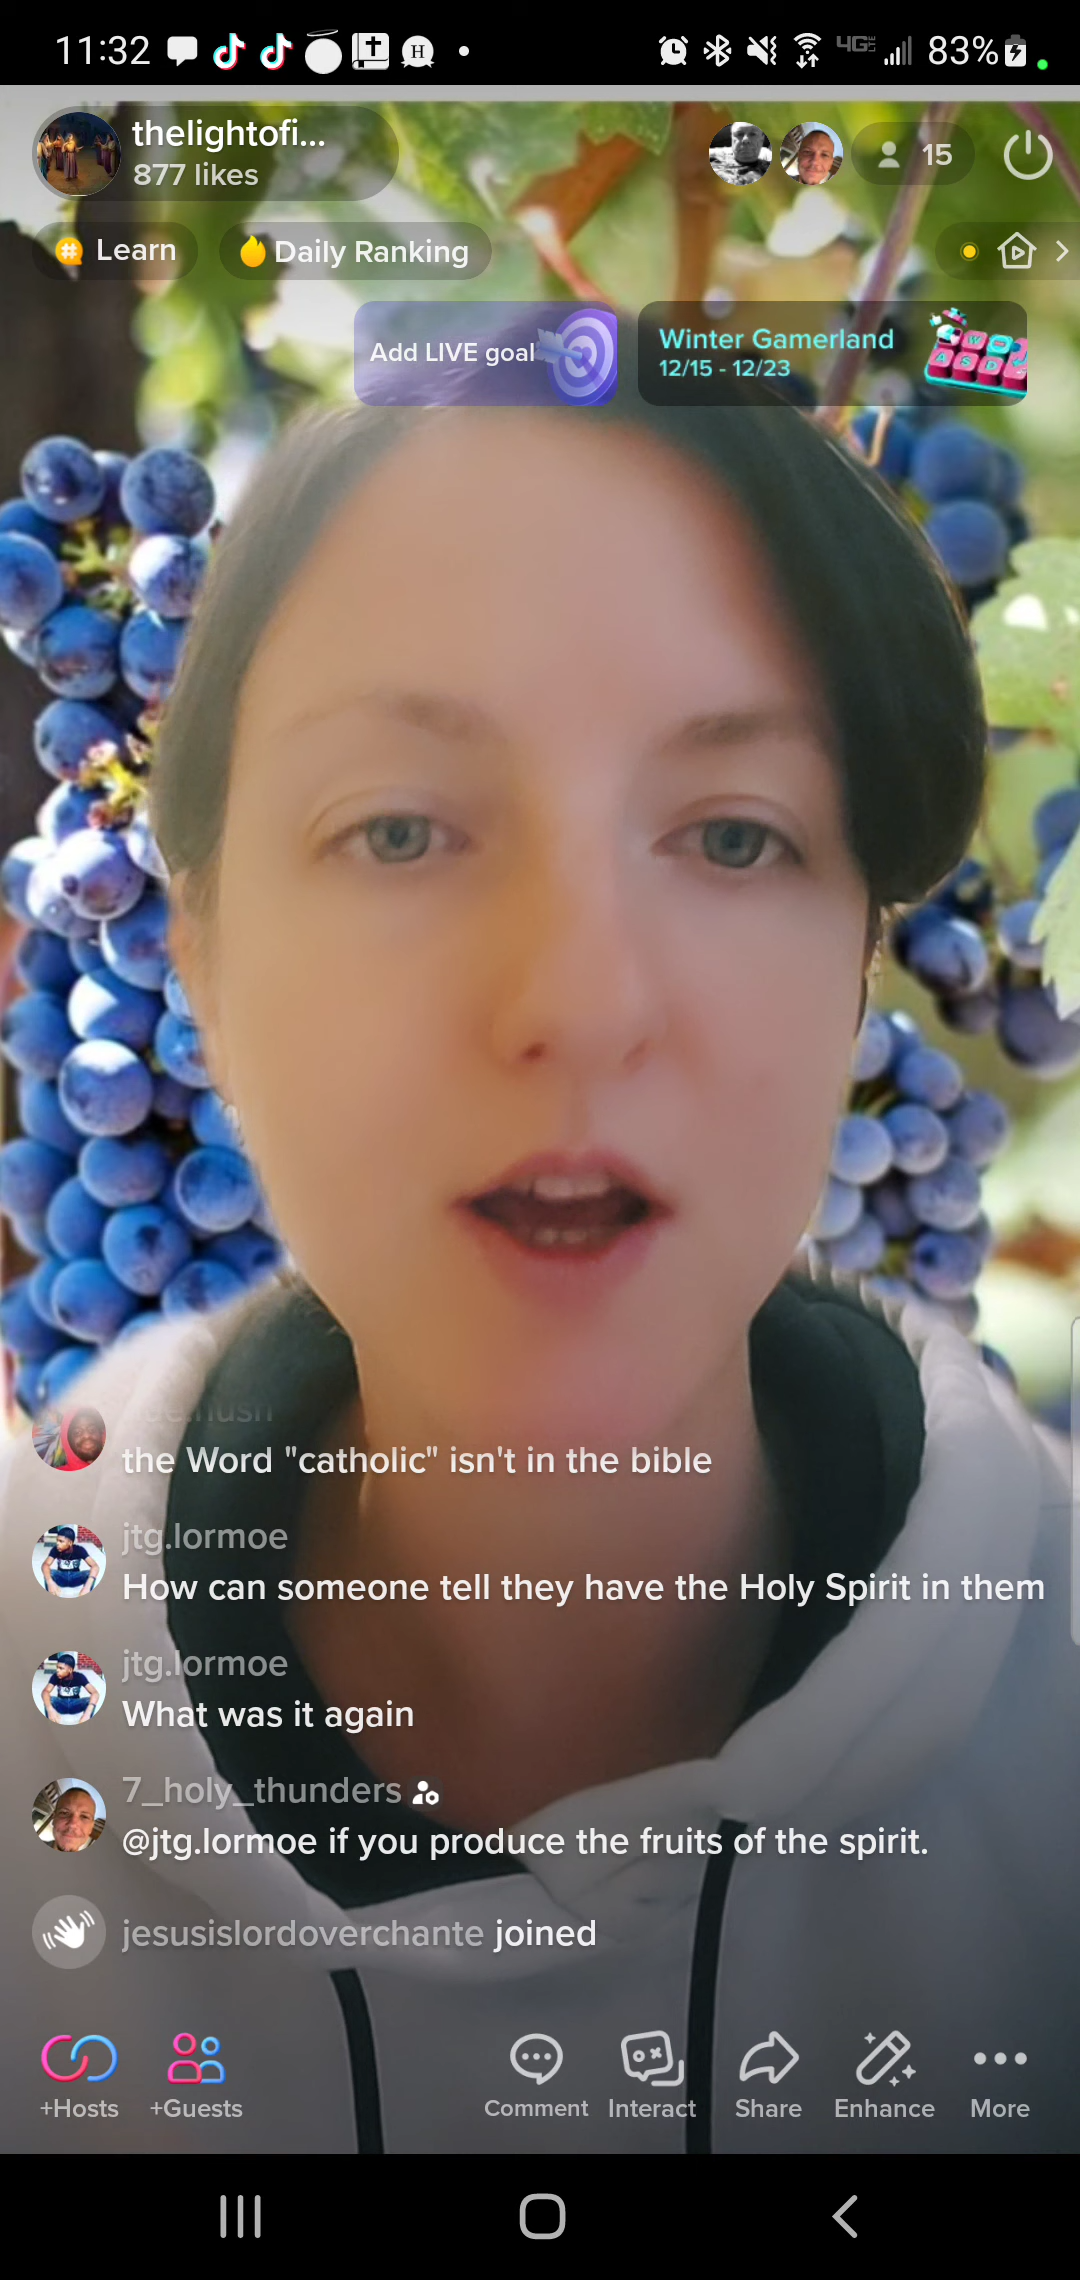 11:32
H
4G LTE
83%
thelightofi...
877 likes
15
Learn
Daily Ranking
Add LIVE goal
Winter Gamerland
12/15 - 12/23
W
A S D
the Word "catholic" isn't in the bible
jtg.lormoe
How can someone tell they have the Holy Spirit in them
jtg.lormoe
What was it again
7_holy_thunders
@jtg.lormoe if you produce the fruits of the spirit.
jesusislordoverchante joined
+Hosts
+Guests
Comment
Interact
Share
Enhance
More